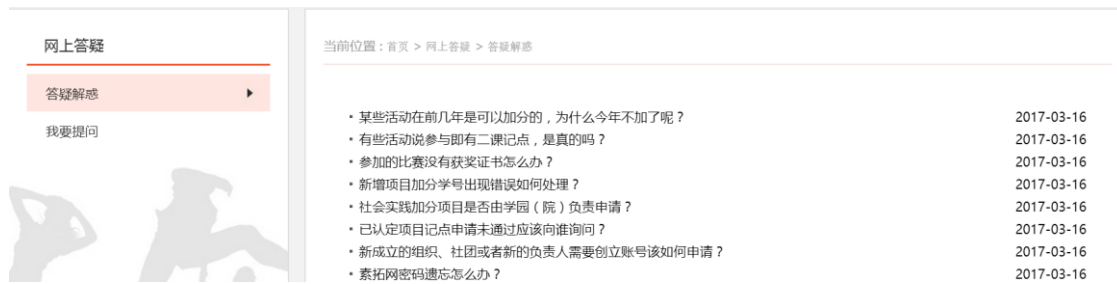 网上答疑
答疑解惑
我要提问
当前位置：首页 > 网上答疑 > 答疑解惑
・某些活动在前几年是可以加分的，为什么今年不加了呢？ 2017-03-16
・有些活动说参与即有二课记点，是真的吗？ 2017-03-16
・参加的比赛没有获奖证书怎么办？ 2017-03-16
・新增项目加分学号出现错误如何处理？ 2017-03-16
・社会实践加分项目是否由学园（院）负责申请？ 2017-03-16
・已认定项目记点申请未通过应该向谁询问？ 2017-03-16
・新成立的组织、社团或者新的负责人需要创立账号该如何申请？ 2017-03-16
・素拓网密码遗忘怎么办？ 2017-03-16